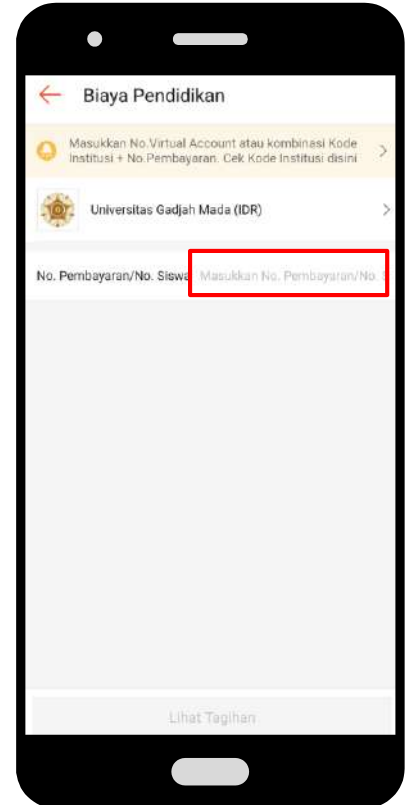 Biaya Pendidikan
Masukkan No.Virtual Account atau kombinasi Kode
Institusi + No.Pembayaran. Cek Kode Institusi disini
Universitas Gadjah Mada (IDR)
No. Pembayaran/No. Siswa Masukkan No. Pembayaran/No. S
Lihat Tagihan